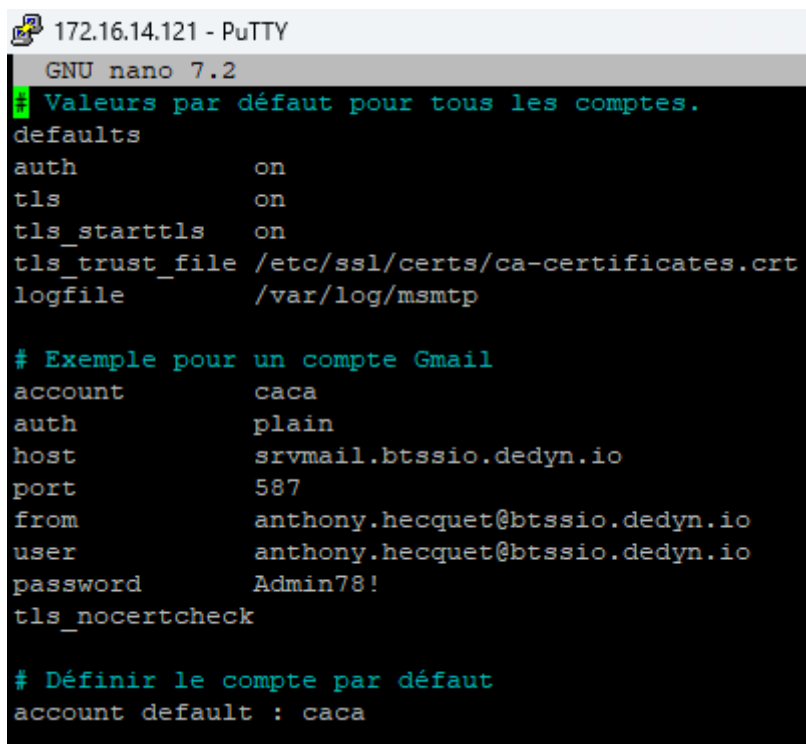 172.16.14.121 - PuTTY
GNU nano 7.2
# Valeurs par défaut pour tous les comptes.
defaults
auth on
tls on
tls_starttls on
tls_trust_file /etc/ssl/certs/ca-certificates.crt
logfile /var/log/msmtp
# Exemple pour un compte Gmail
account caca
auth plain
host srvmail.btssio.dedyn.io
port 587
from anthony.hecquet@btssio.dedyn.io
user anthony.hecquet@btssio.dedyn.io
password Admin78!
tls_nocertcheck
# Définir le compte par défaut
account default : caca